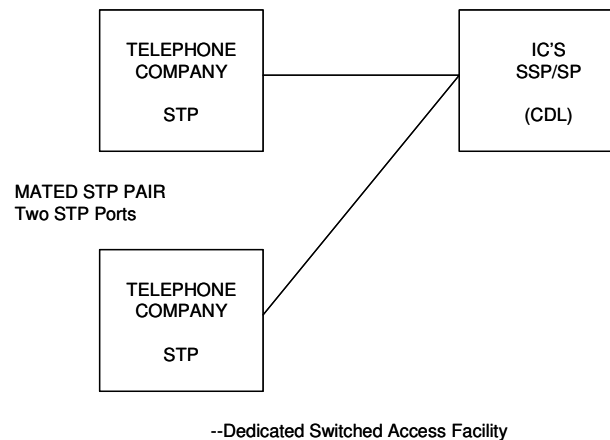 TELEPHONE
COMPANY
STP
IC'S
SSP/SP
(CDL)
MATED STP PAIR
Two STP Ports
TELEPHONE
COMPANY
STP
--Dedicated Switched Access Facility